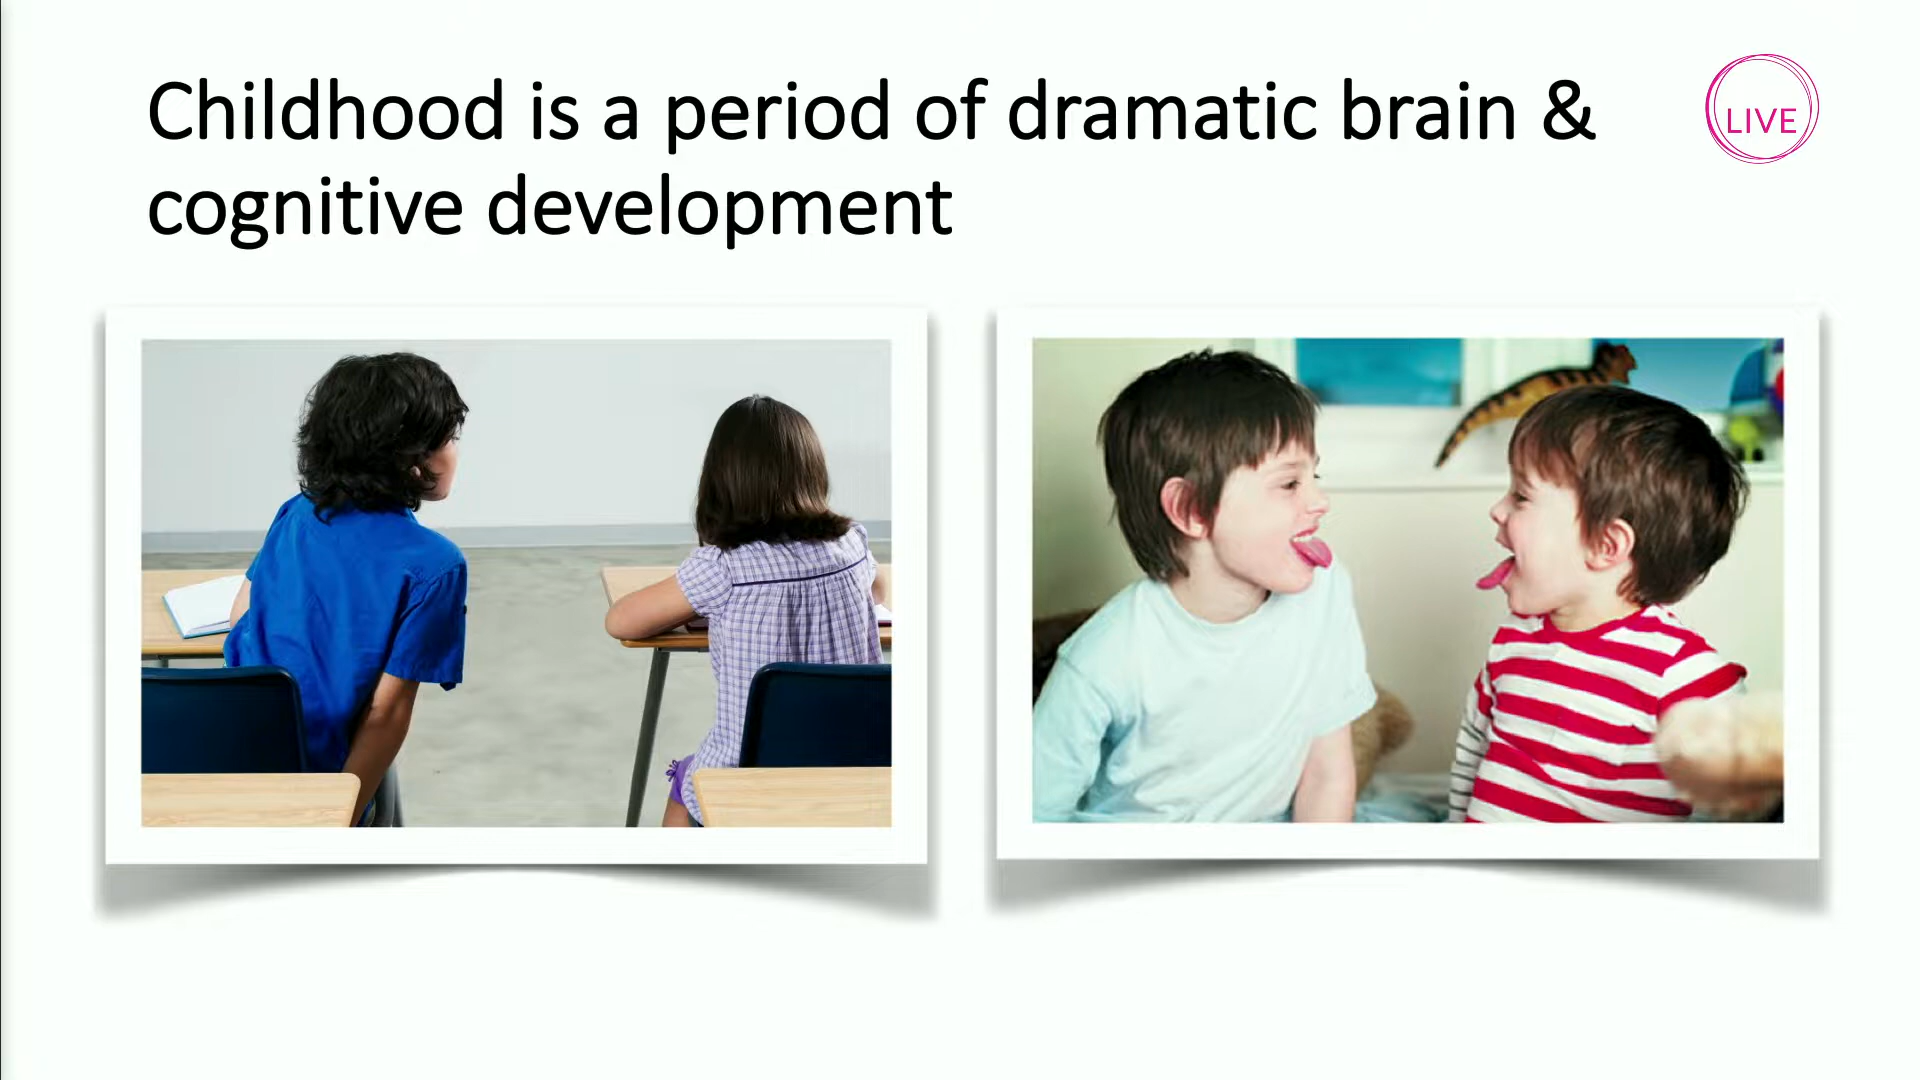 Childhood is a period of dramatic brain &
cognitive development
LIVE